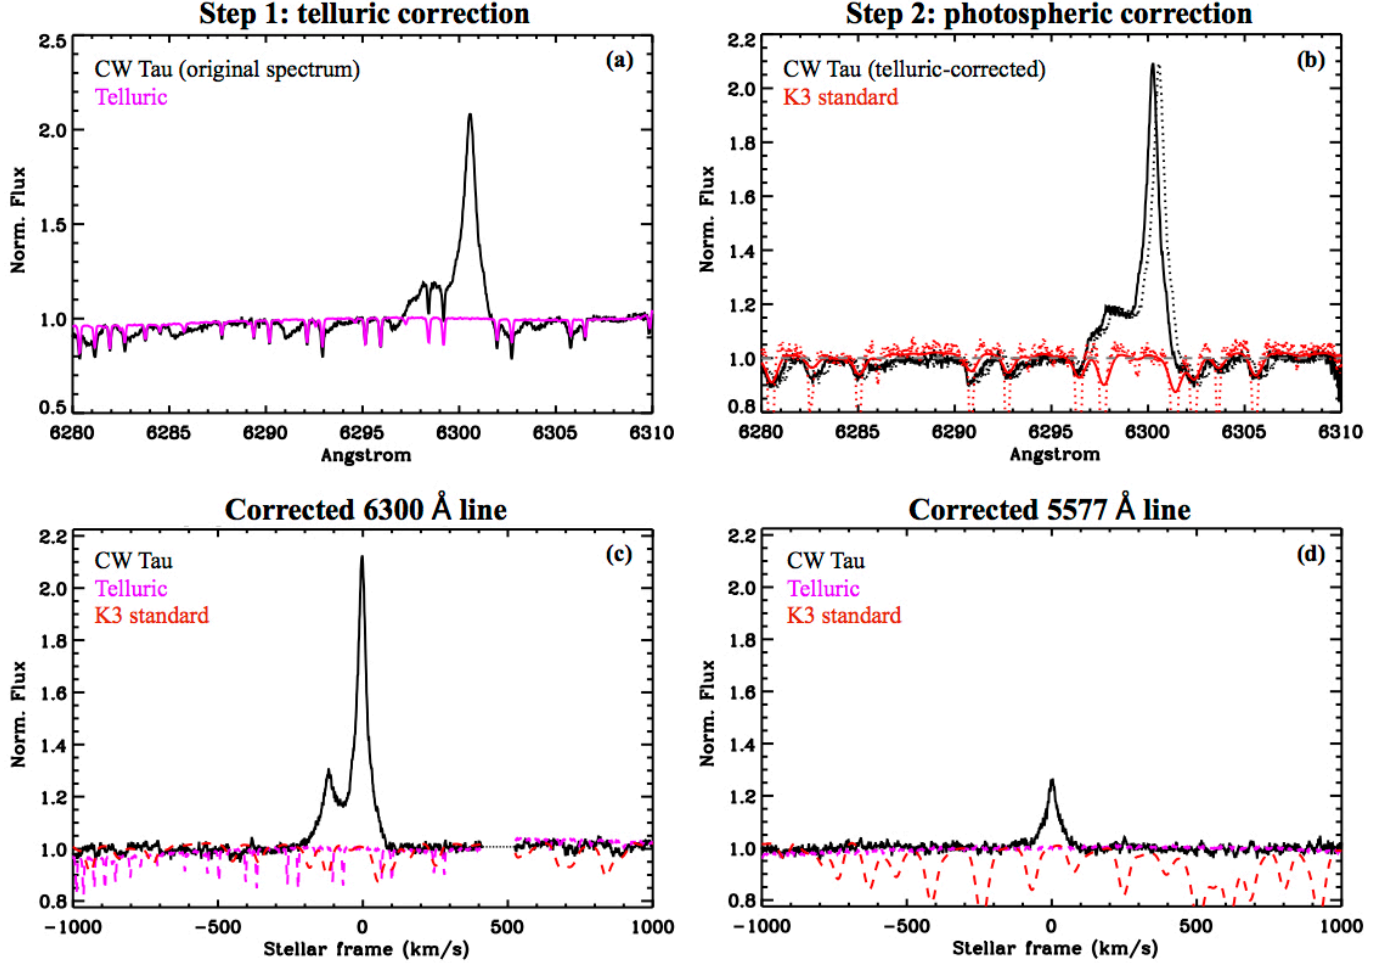 Step 1: telluric correction
2.5
(a)
CW Tau (original spectrum)
Telluric
2.0
1.5
1.0
0.5
Norm. Flux
6280 6285 6290 6295 6300 6305 6310
Angstrom
Step 2: photospheric correction
2.2
(b)
CW Tau (telluric-corrected)
K3 standard
2.0
1.8
1.6
1.4
1.2
1.0
0.8
Norm. Flux
6280 6285 6290 6295 6300 6305 6310
Angstrom
Corrected 6300 Å line
2.2
(c)
CW Tau
Telluric
K3 standard
2.0
1.8
1.6
1.4
1.2
1.0
0.8
Norm. Flux
−1000 −500 0 500 1000
Stellar frame (km/s)
Corrected 5577 Å line
2.2
(d)
CW Tau
Telluric
K3 standard
2.0
1.8
1.6
1.4
1.2
1.0
0.8
Norm. Flux
−1000 −500 0 500 1000
Stellar frame (km/s)